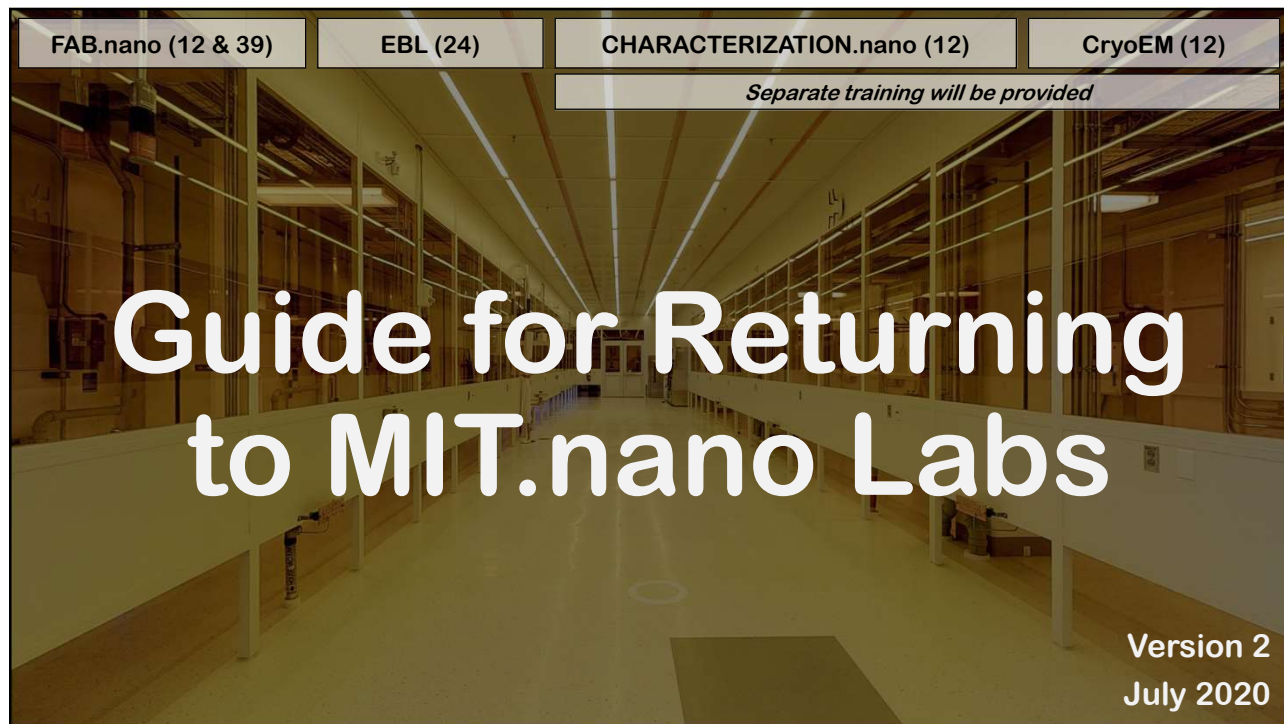 FAB.nano (12 & 39)
EBL (24)
CHARACTERIZATION.nano (12)
CryoEM (12)
Separate training will be provided
Guide for Returning
to MIT.nano Labs
Version 2
July 2020